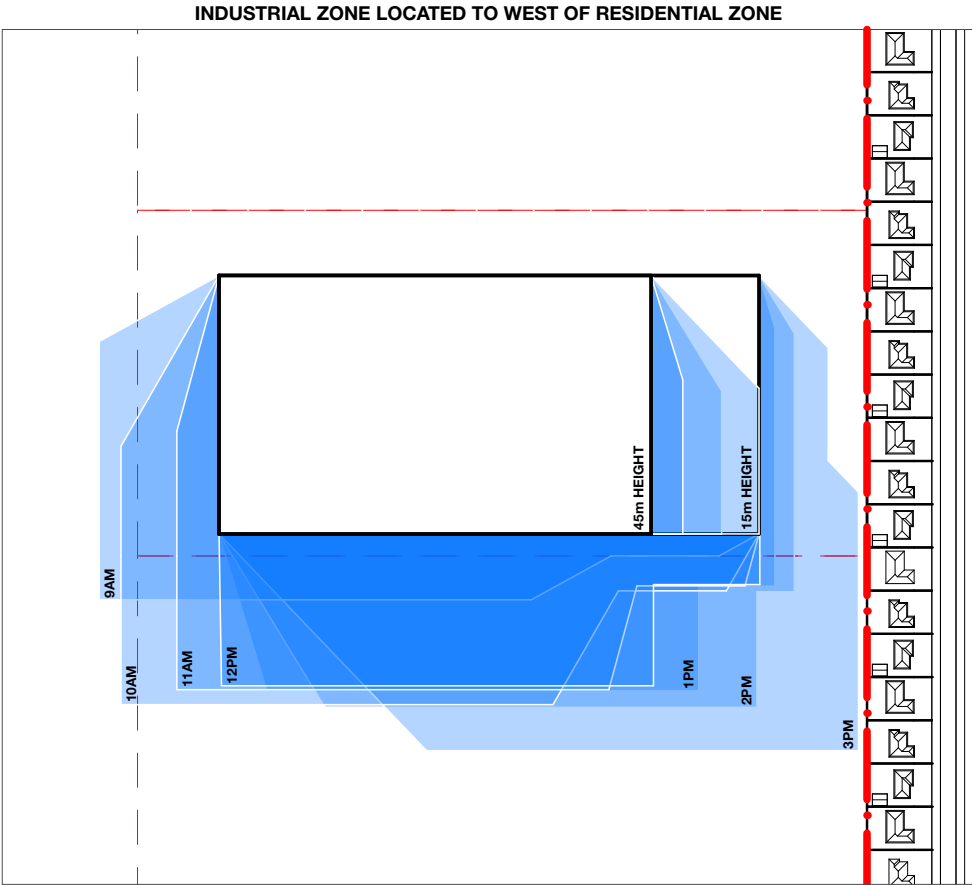 INDUSTRIAL ZONE LOCATED TO WEST OF RESIDENTIAL ZONE
45m HEIGHT
15m HEIGHT
9AM
10AM
11AM
12PM
1PM
2PM
3PM